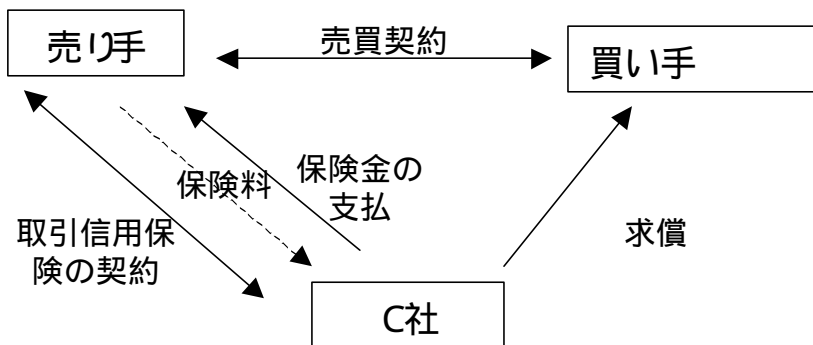 売り手
売買契約
買い手
保険料
保険金の
支払
取引信用保
険の契約
求償
C社